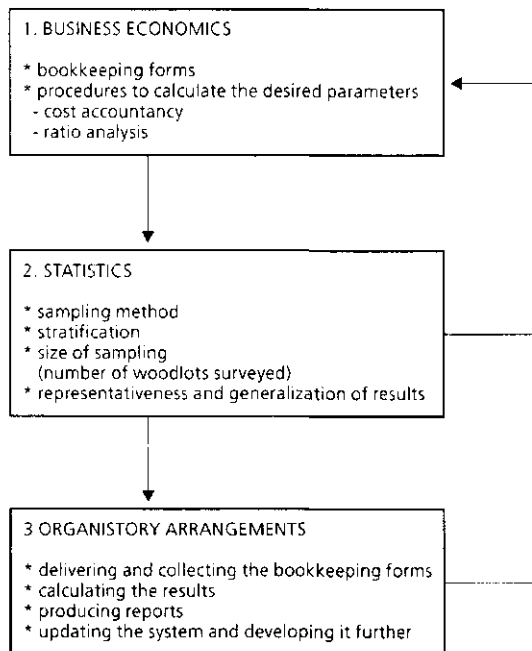 1. BUSINESS ECONOMICS
* bookkeeping forms
* procedures to calculate the desired parameters
- cost accountancy
- ratio analysis
2. STATISTICS
* sampling method
* stratification
* size of sampling
(number of woodlots surveyed)
* representativeness and generalization of results
3 ORGANISTORY ARRANGEMENTS
* delivering and collecting the bookkeeping forms
* calculating the results
* producing reports
* updating the system and developing it further